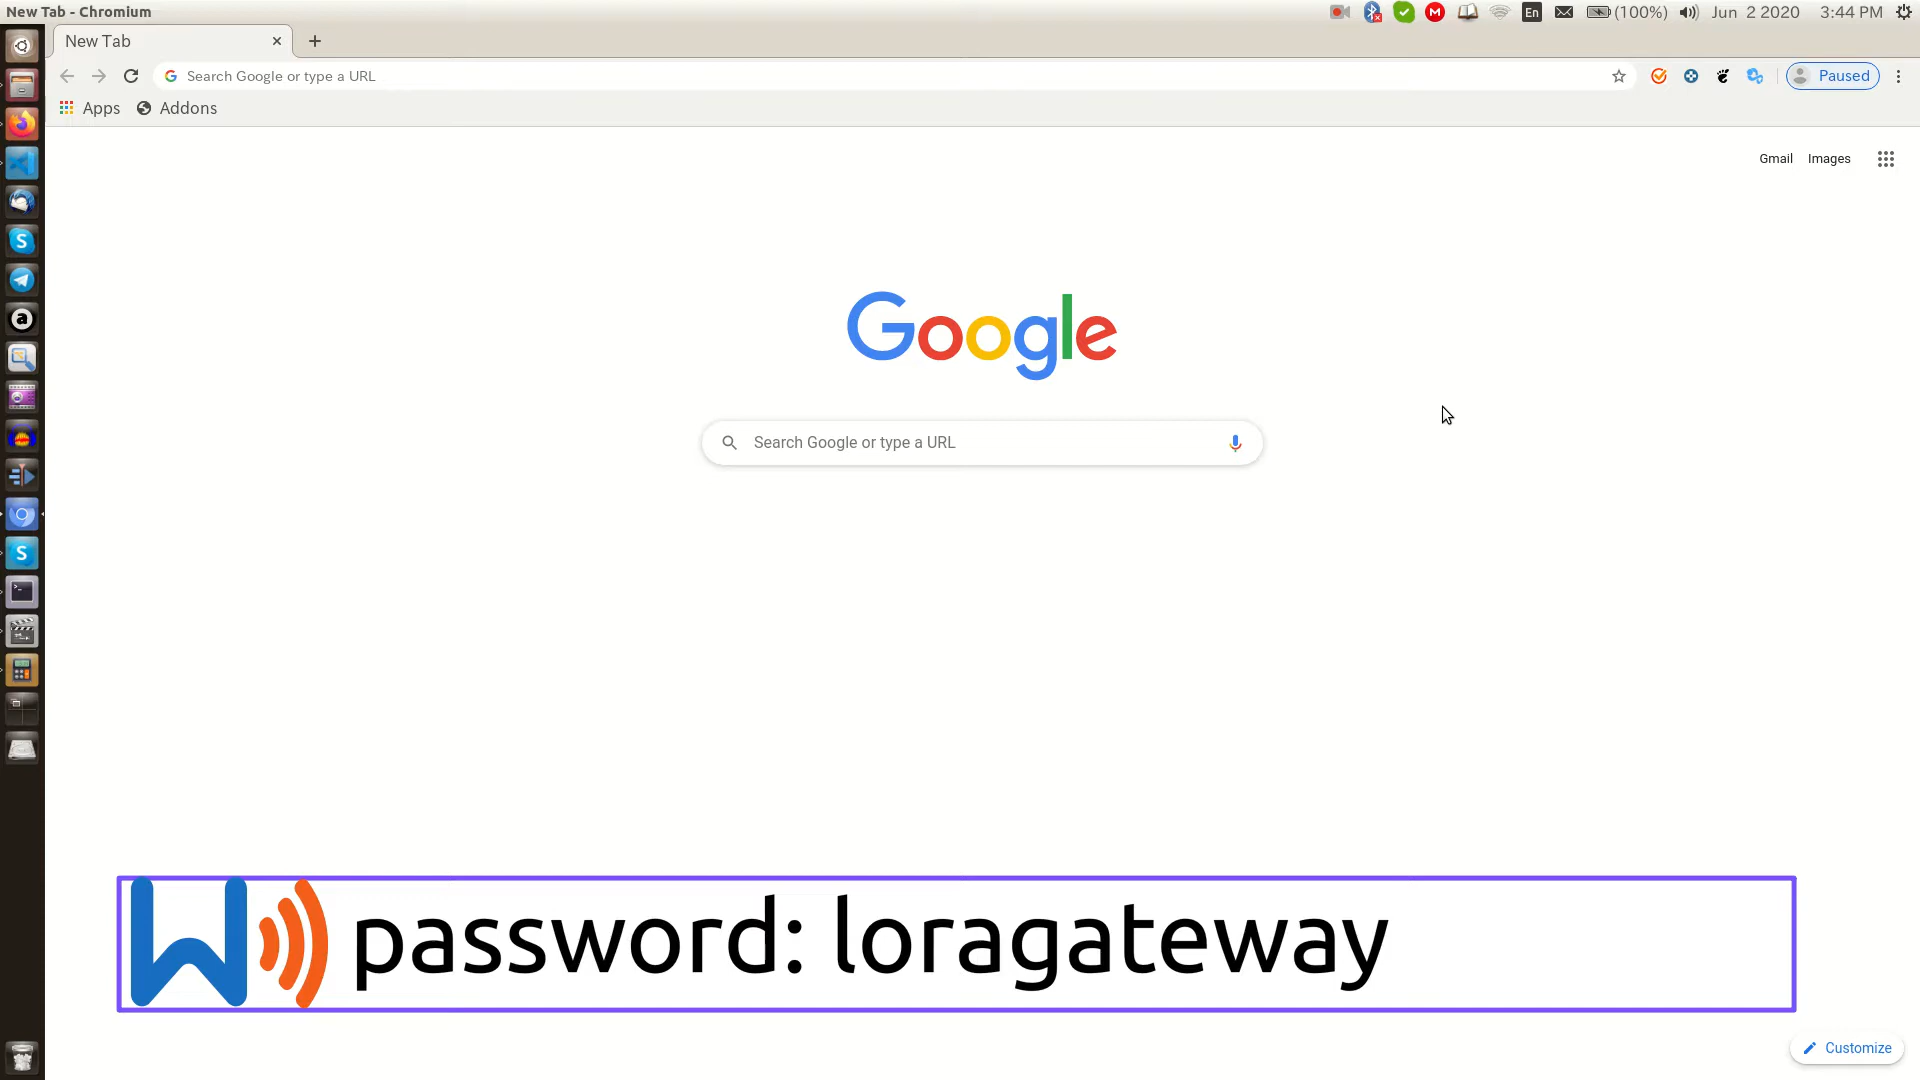 New Tab - Chromium
En
(100%)
Jun 2 2020
3:44 PM
New Tab
Search Google or type a URL
Paused
Apps
Addons
Gmail
Images
Google
Search Google or type a URL
password: loragateway
Customize